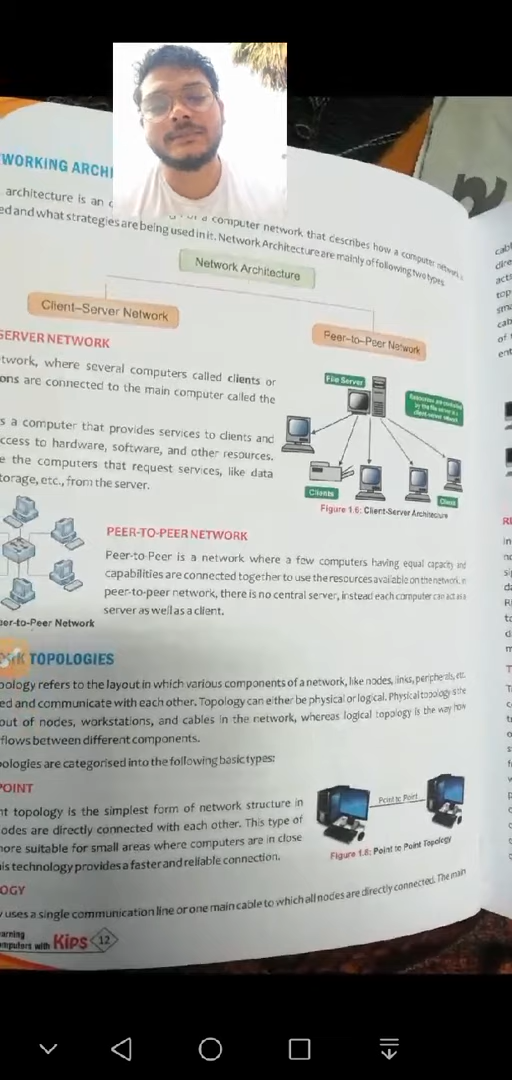 WORKING ARCH
architecture is an
of a computer network that describes how a computer network
ed and what strategies are being used in it. Network Architecture are mainly of following two types.
Network Architecture
Client–Server Network
Peer-to-Peer Network
SERVER NETWORK
twork, where several computers called clients or
ons are connected to the main computer called the
s a computer that provides services to clients and
ccess to hardware, software, and other resources.
e the computers that request services, like data
torage, etc., from the server.
File Server
Clients
Client
Figure 1.6: Client-Server Architecture
PEER-TO-PEER NETWORK
Peer-to-Peer is a network where a few computers having equal capacity and
capabilities are connected together to use the resources available on the network. In
peer-to-peer network, there is no central server, instead each computer can act as a
server as well as a client.
er-to-Peer Network
TOPOLOGIES
pology refers to the layout in which various components of a network, like nodes, links, peripherals, etc.
ed and communicate with each other. Topology can either be physical or logical. Physical topology is the
out of nodes, workstations, and cables in the network, whereas logical topology is the way how
flows between different components.
ologies are categorised into the following basic types:
POINT
nt topology is the simplest form of network structure in
odes are directly connected with each other. This type of
more suitable for small areas where computers are in close
his technology provides a faster and reliable connection.
Point to Point
Figure 1.8: Point to Point Topology
OGY
y uses a single communication line or one main cable to which all nodes are directly connected. The main
arning
mputers with Kips 12